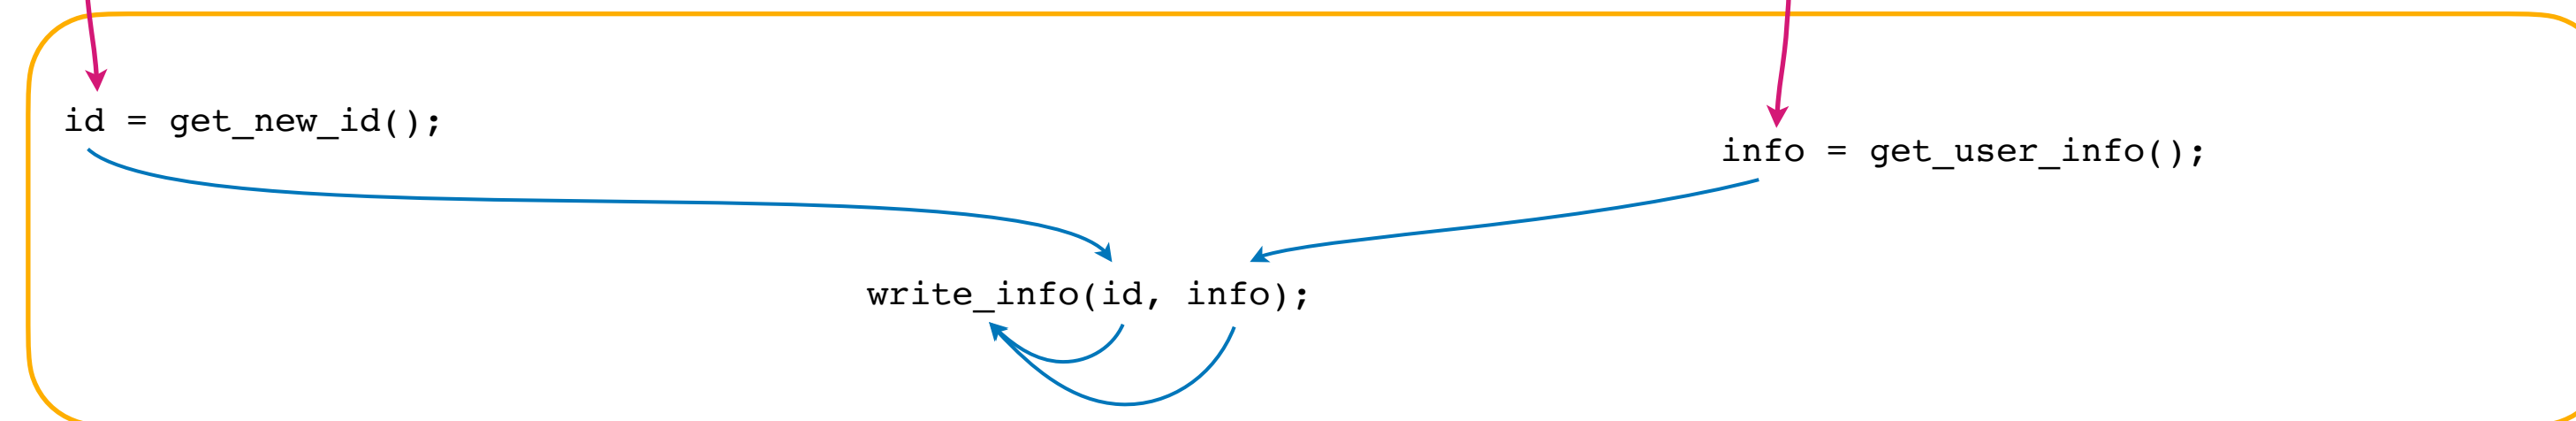 id = get_new_id();
info = get_user_info();
write_info(id, info);